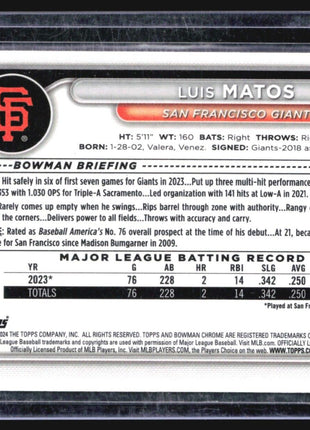 SF
LUIS MATOS
SAN FRANCISCO GIANT
HT: 5'11" WT: 160 BATS: Right THROWS: Ri
BORN: 1-28-02, Valera, Venez. SIGNED: Giants-2018 a
BOWMAN BRIEFING
Hit safely in six of first seven games for Giants in 2023...Put up three multi-hit performance
353 with 1.030 OPS for Triple-A Sacramento...Led organization with 141 hits at Low-A in 2021.
Rarely comes up empty when he swings...Rips barrel through zone with authority...Rangy
the corners...Delivers power to all fields...Throws with accuracy and carry.
: Rated as Baseball America's No. 76 overall prospect at the time of his debut...At 21, beca
for San Francisco since Madison Bumgarner in 2009.
MAJOR LEAGUE BATTING RECORD
YR G AB HR RBI SLG AVG
2023* 76 228 2 14 .342 .250
TOTALS 76 228 2 14 .342 .250
*Played at San F
2024 THE TOPPS COMPANY, INC. ALL RIGHTS RESERVED. TOPPS AND BOWMAN CHROME ARE REGISTERED TRADEMARKS O
League Baseball trademarks and copyrights are used with permission of Major League Baseball. Visit MLB.com. OFFICIALLY L
Officially Licensed Product of MLB Players, Inc. Visit MLBPLAYERS.com, the Players Choice on the web. WWW.TOPPS.C